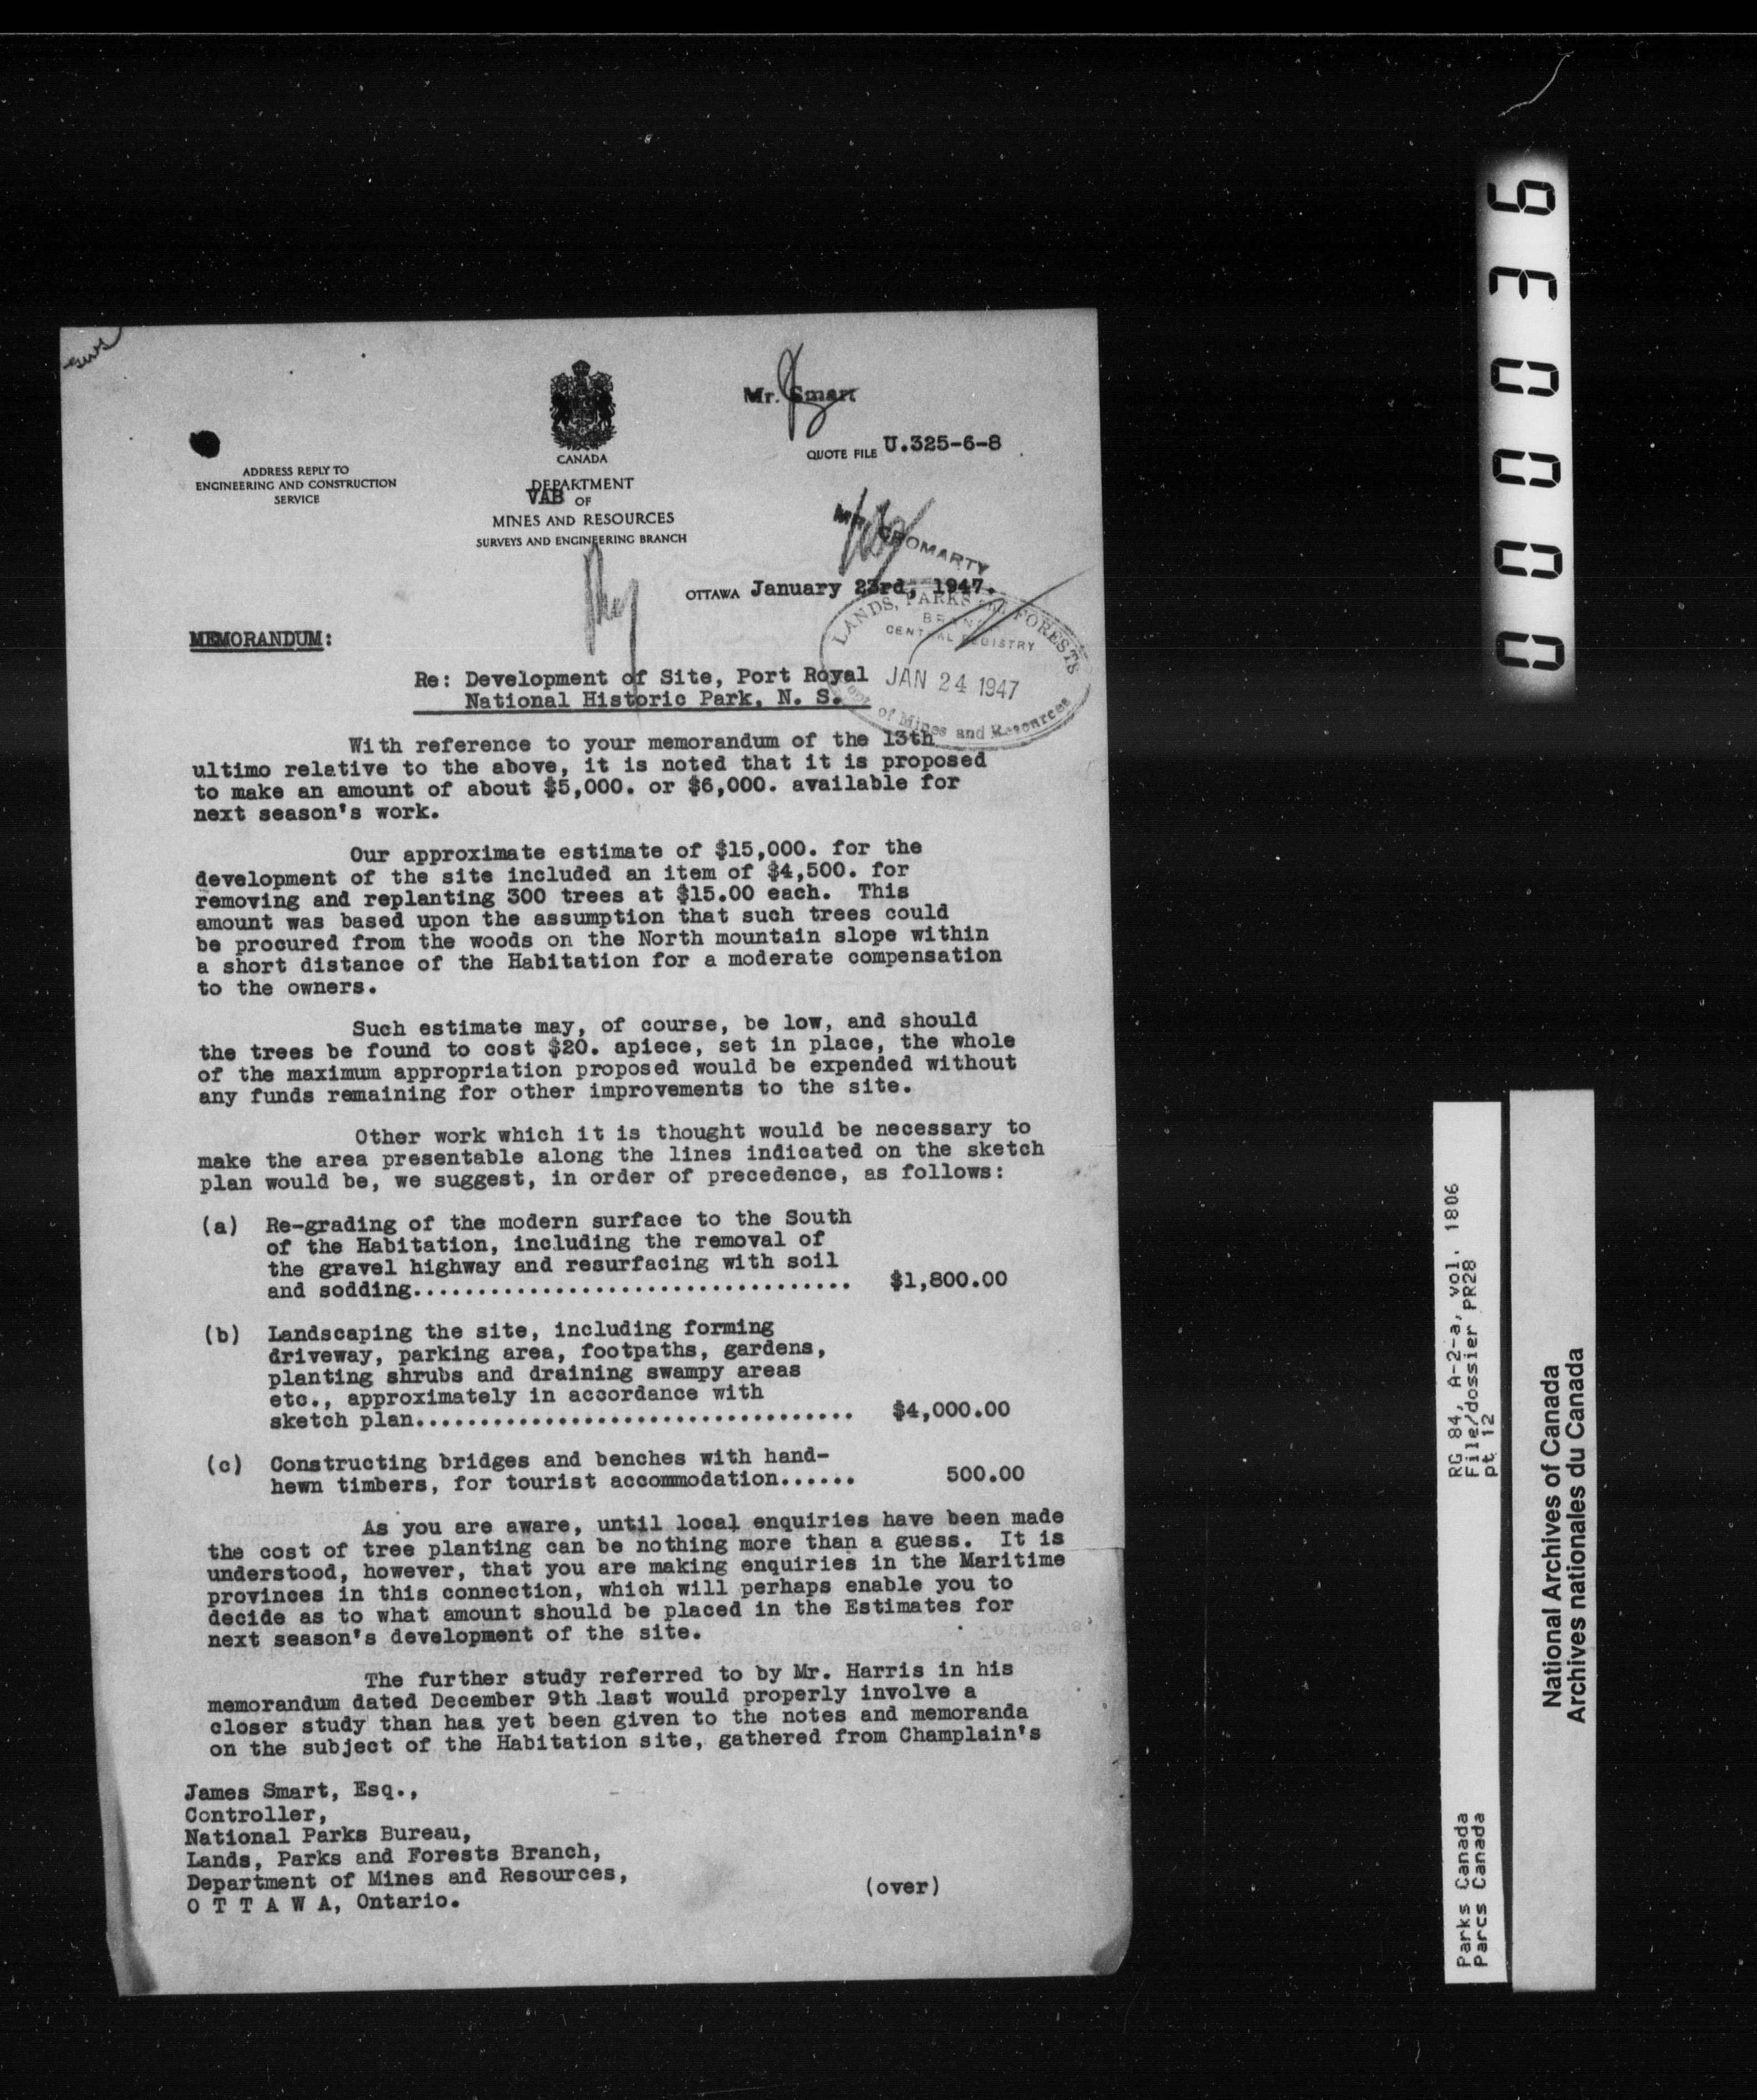 Mr. Smart
QUOTE FILE U.325-6-8
ADDRESS REPLY TO
ENGINEERING AND CONSTRUCTION
SERVICE
CANADA
DEPARTMENT
VAB OF
MINES AND RESOURCES
SURVEYS AND ENGINEERING BRANCH
MR. CROMARTY
OTTAWA January 23rd, 1947.
LANDS, PARKS and FORESTS
BRANCH
CENTRAL REGISTRY
JAN 24 1947
of Mines and Resources
MEMORANDUM:
Re: Development of Site, Port Royal
National Historic Park, N. S.
With reference to your memorandum of the 13th
ultimo relative to the above, it is noted that it is proposed
to make an amount of about $5,000. or $6,000. available for
next season's work.
Our approximate estimate of $15,000. for the
development of the site included an item of $4,500. for
removing and replanting 300 trees at $15.00 each. This
amount was based upon the assumption that such trees could
be procured from the woods on the North mountain slope within
a short distance of the Habitation for a moderate compensation
to the owners.
Such estimate may, of course, be low, and should
the trees be found to cost $20. apiece, set in place, the whole
of the maximum appropriation proposed would be expended without
any funds remaining for other improvements to the site.
Other work which it is thought would be necessary to
make the area presentable along the lines indicated on the sketch
plan would be, we suggest, in order of precedence, as follows:
(a) Re-grading of the modern surface to the South
of the Habitation, including the removal of
the gravel highway and resurfacing with soil
and sodding.................................. $1,800.00
(b) Landscaping the site, including forming
driveway, parking area, footpaths, gardens,
planting shrubs and draining swampy areas
etc., approximately in accordance with
sketch plan.................................. $4,000.00
(c) Constructing bridges and benches with hand-
hewn timbers, for tourist accommodation...... 500.00
As you are aware, until local enquiries have been made
the cost of tree planting can be nothing more than a guess. It is
understood, however, that you are making enquiries in the Maritime
provinces in this connection, which will perhaps enable you to
decide as to what amount should be placed in the Estimates for
next season's development of the site.
The further study referred to by Mr. Harris in his
memorandum dated December 9th last would properly involve a
closer study than has yet been given to the notes and memoranda
on the subject of the Habitation site, gathered from Champlain's
James Smart, Esq.,
Controller,
National Parks Bureau,
Lands, Parks and Forests Branch,
Department of Mines and Resources,
O T T A W A, Ontario.
(over)
000036
RG 84, A-2-a, vol. 1806
File/dossier PR28
pt 12
Parks Canada
Parcs Canada
National Archives of Canada
Archives nationales du Canada